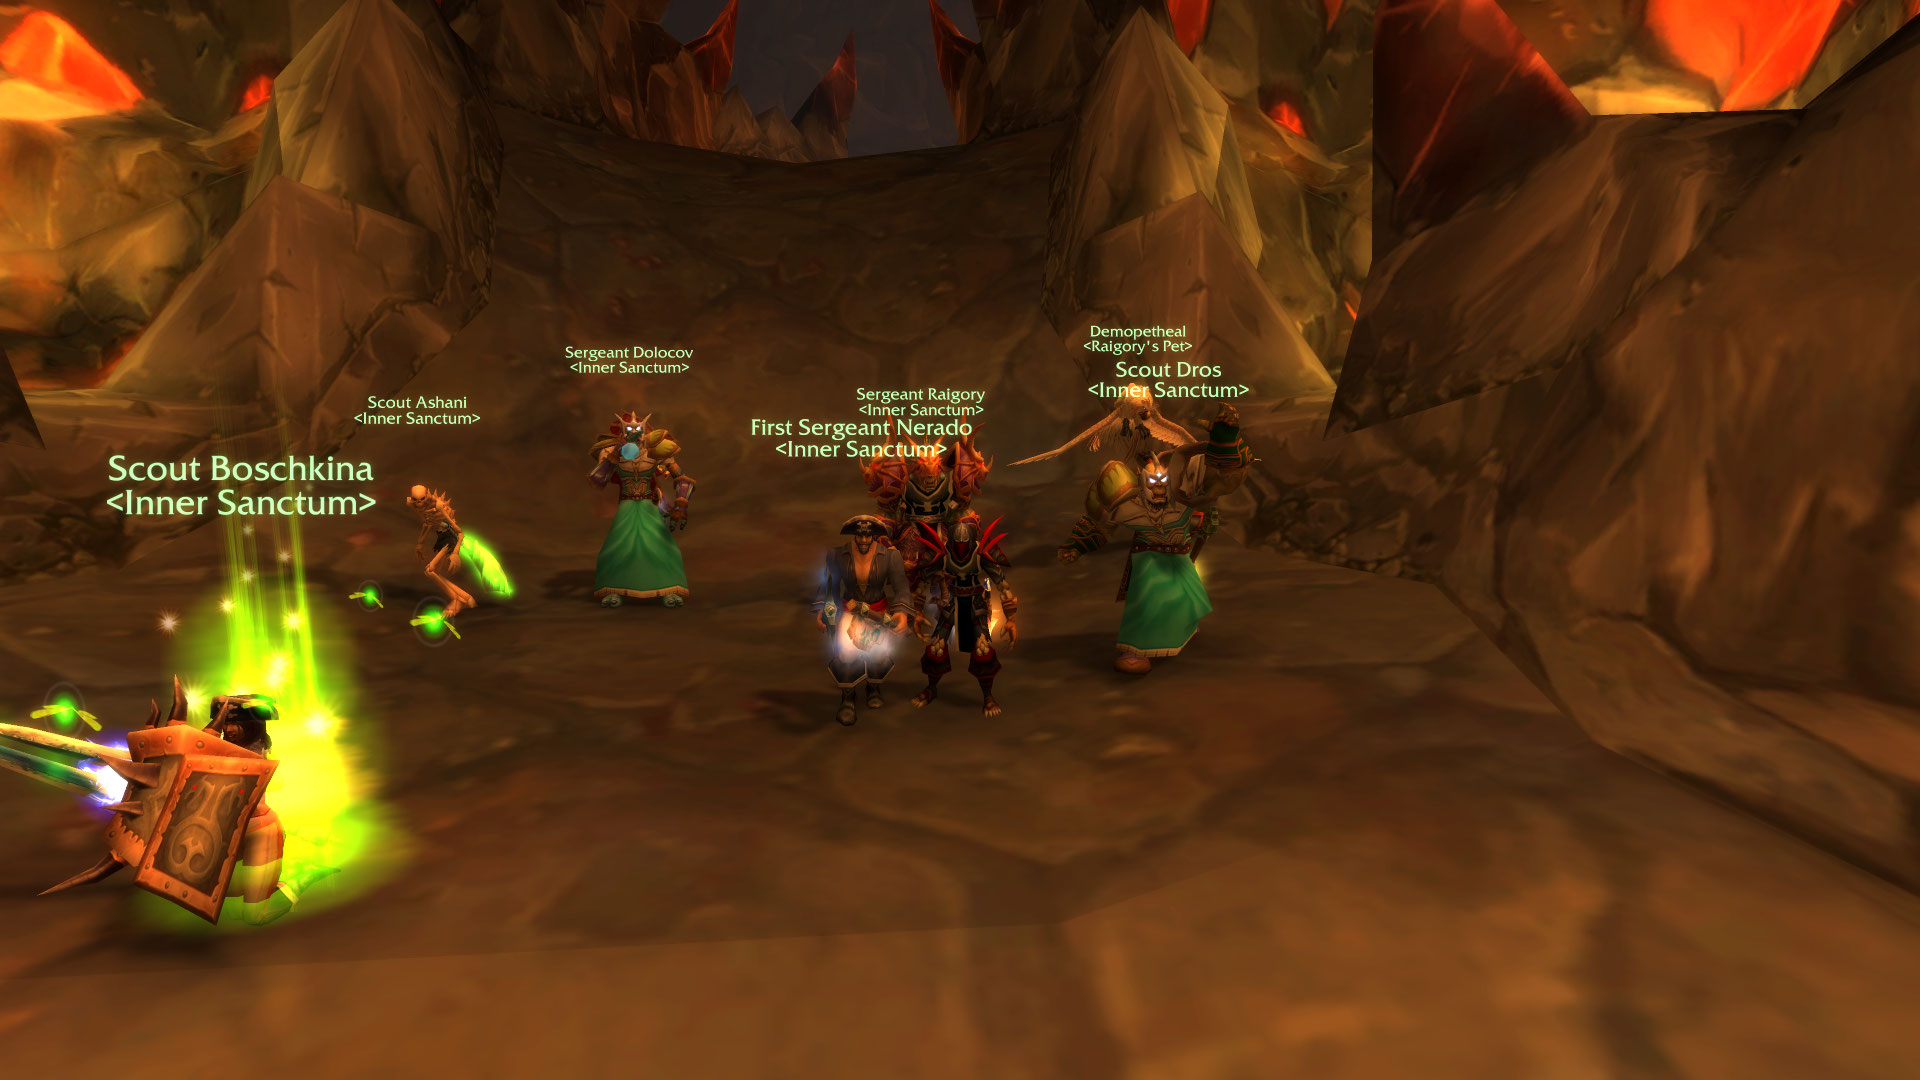 Demopetheal
<Raigory's Pet>
Sergeant Dolocov
<Inner Sanctum>
Scout Dros
<Inner Sanctum>
Scout Ashani
<Inner Sanctum>
Sergeant Raigory
<Inner Sanctum>
First Sergeant Nerado
<Inner Sanctum>
Scout Boschkina
<Inner Sanctum>